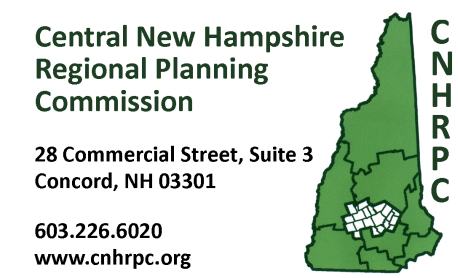 Central New Hampshire
Regional Planning
Commission
28 Commercial Street, Suite 3
Concord, NH 03301
603.226.6020
www.cnhrpc.org
CNHRPC